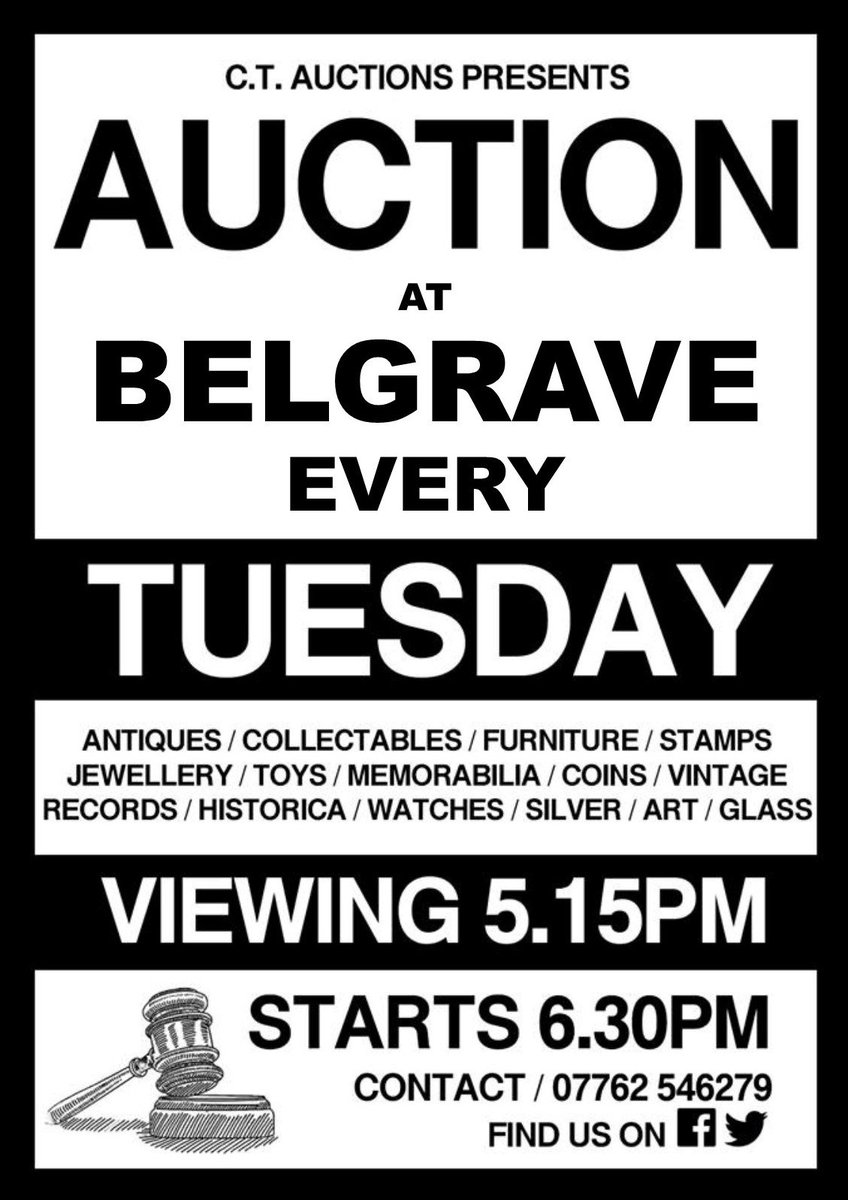 C.T. AUCTIONS PRESENTS
AUCTION
AT
BELGRAVE
EVERY
TUESDAY
ANTIQUES / COLLECTABLES / FURNITURE / STAMPS
JEWELLERY / TOYS / MEMORABILIA / COINS / VINTAGE
RECORDS / HISTORICA / WATCHES / SILVER / ART / GLASS
VIEWING 5.15PM
STARTS 6.30PM
CONTACT / 07762 546279
FIND US ON